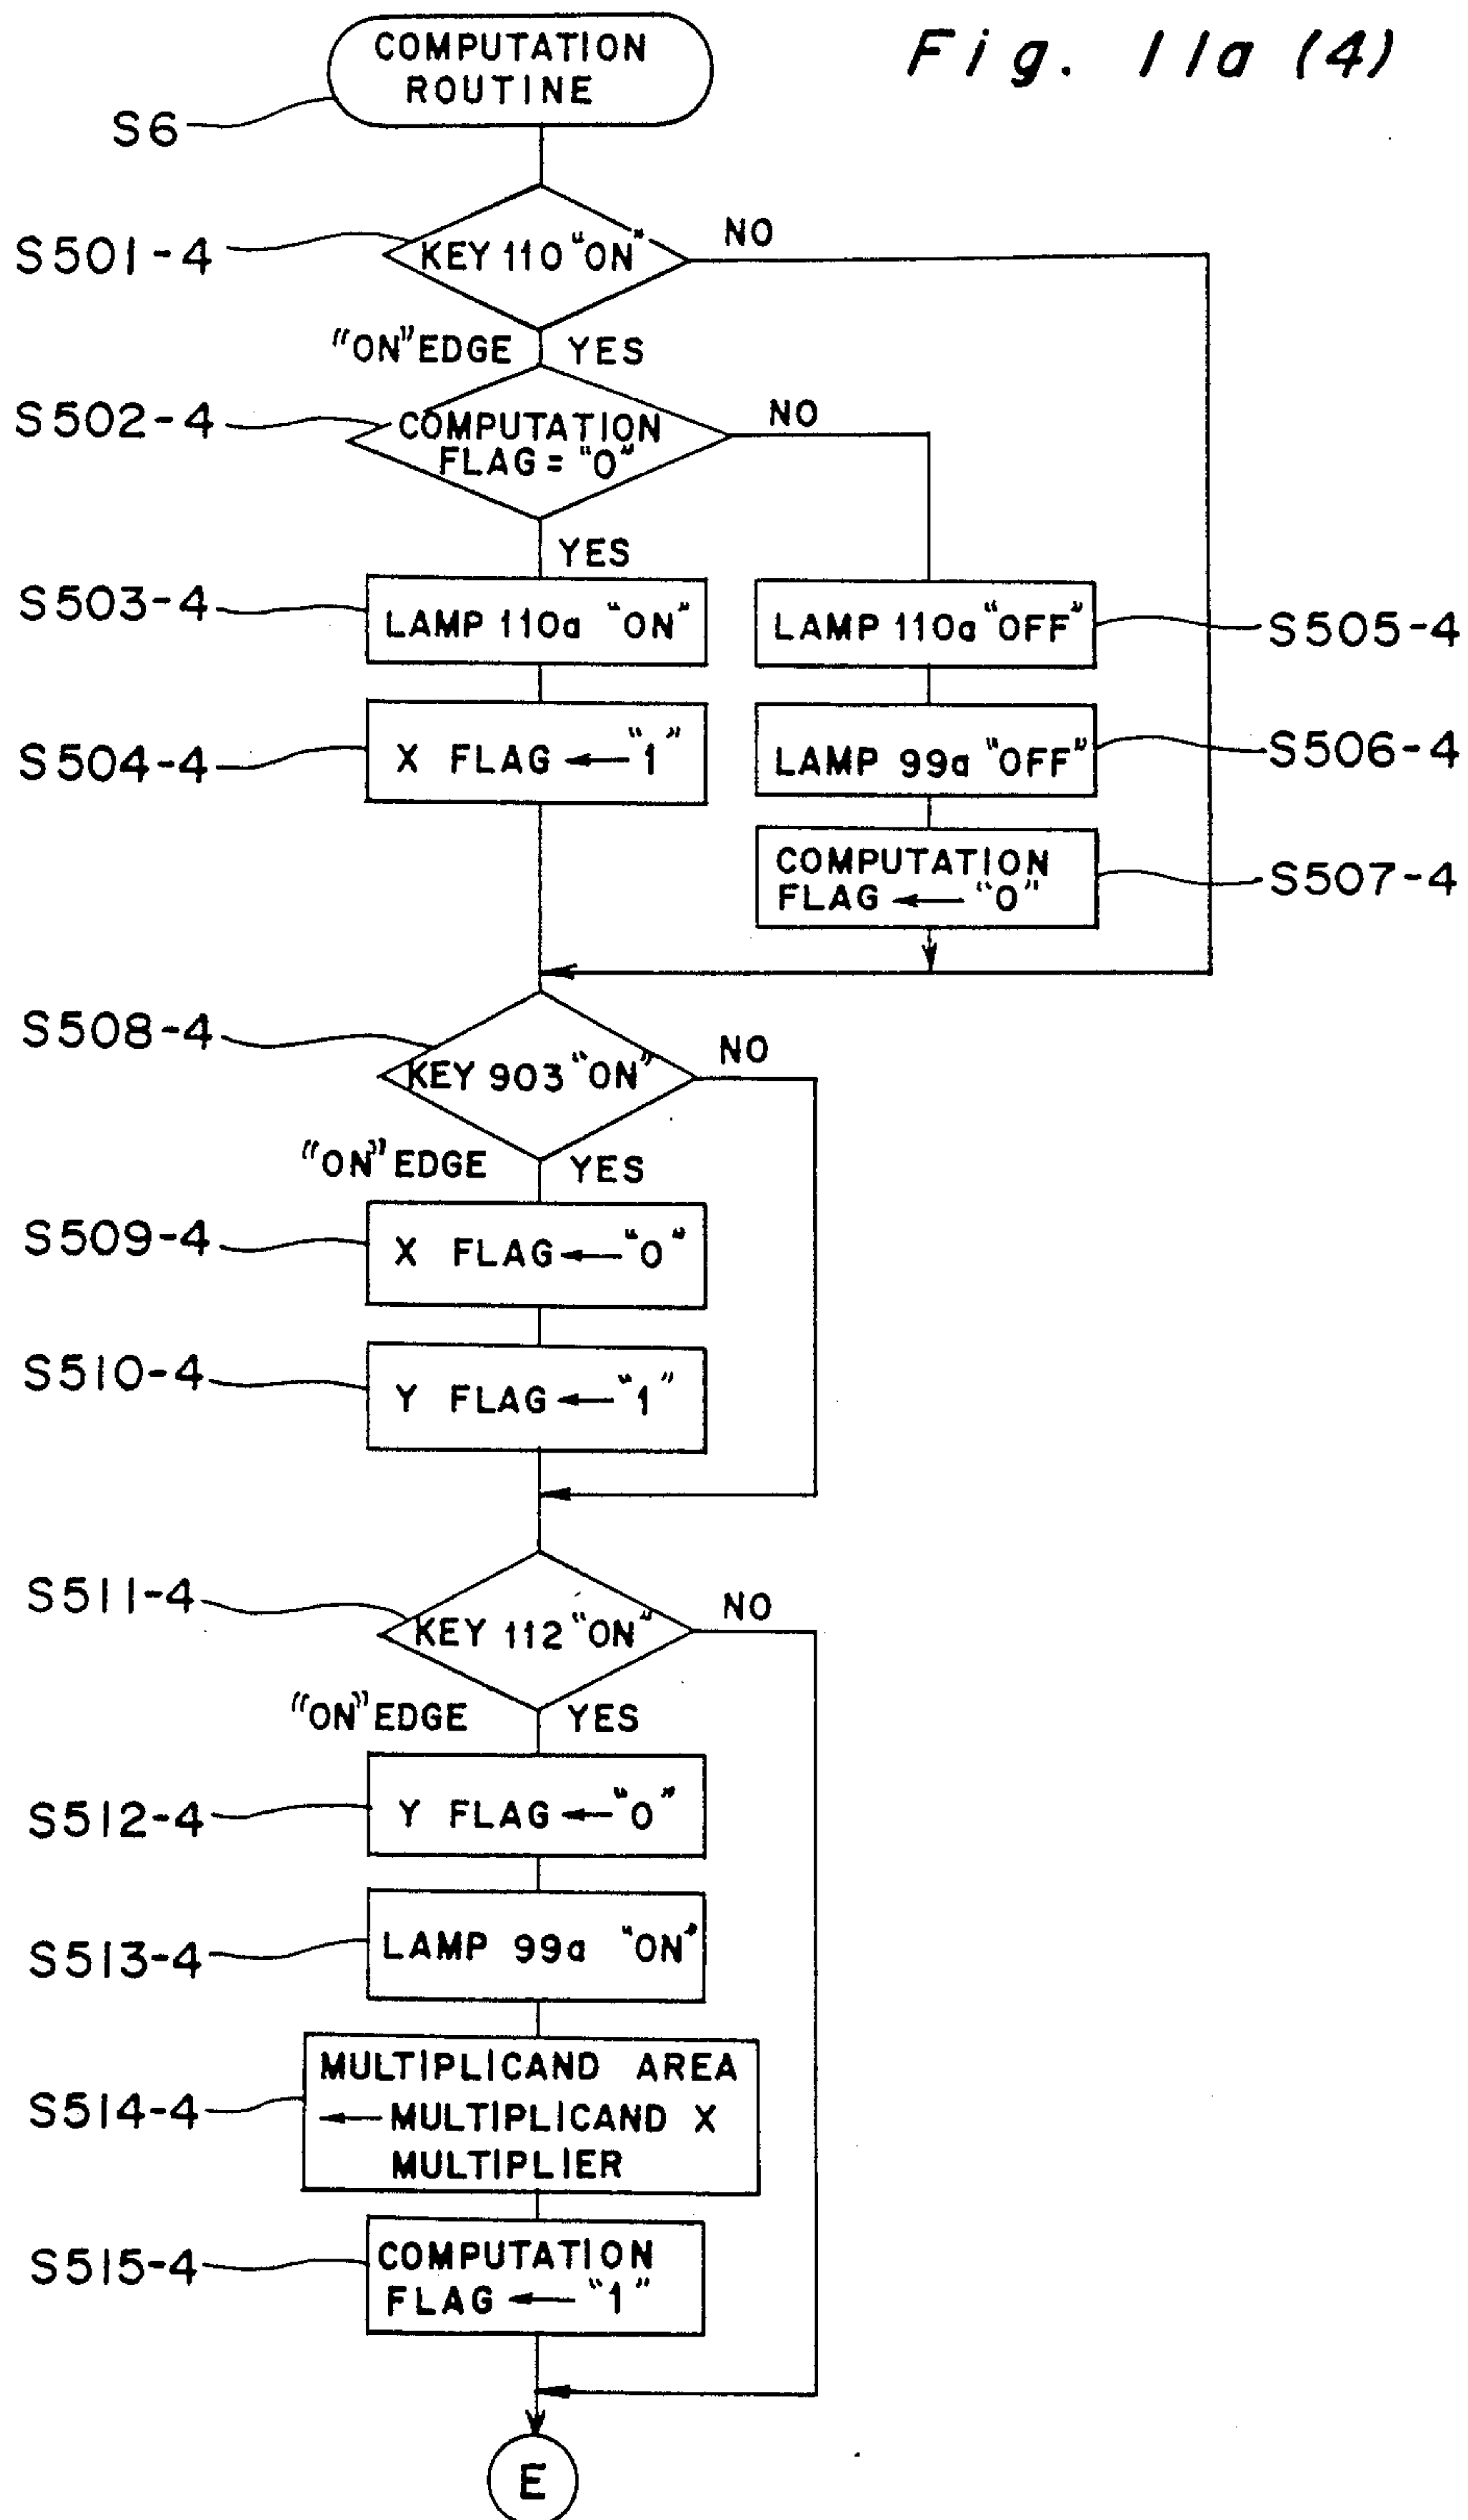 Fig. 11a (4)
COMPUTATION
ROUTINE
S6
S501-4
KEY 110 "ON"
NO
"ON" EDGE
YES
S502-4
COMPUTATION
FLAG = "0"
NO
YES
S503-4
LAMP 110a "ON"
LAMP 110a "OFF"
S505-4
S504-4
X FLAG ← "1"
LAMP 99a "OFF"
S506-4
COMPUTATION
FLAG ← "0"
S507-4
S508-4
KEY 903 "ON"
NO
"ON" EDGE
YES
S509-4
X FLAG ← "0"
S510-4
Y FLAG ← "1"
S511-4
KEY 112 "ON"
NO
"ON" EDGE
YES
S512-4
Y FLAG ← "0"
S513-4
LAMP 99a "ON"
S514-4
MULTIPLICAND AREA
← MULTIPLICAND X
MULTIPLIER
S515-4
COMPUTATION
FLAG ← "1"
E